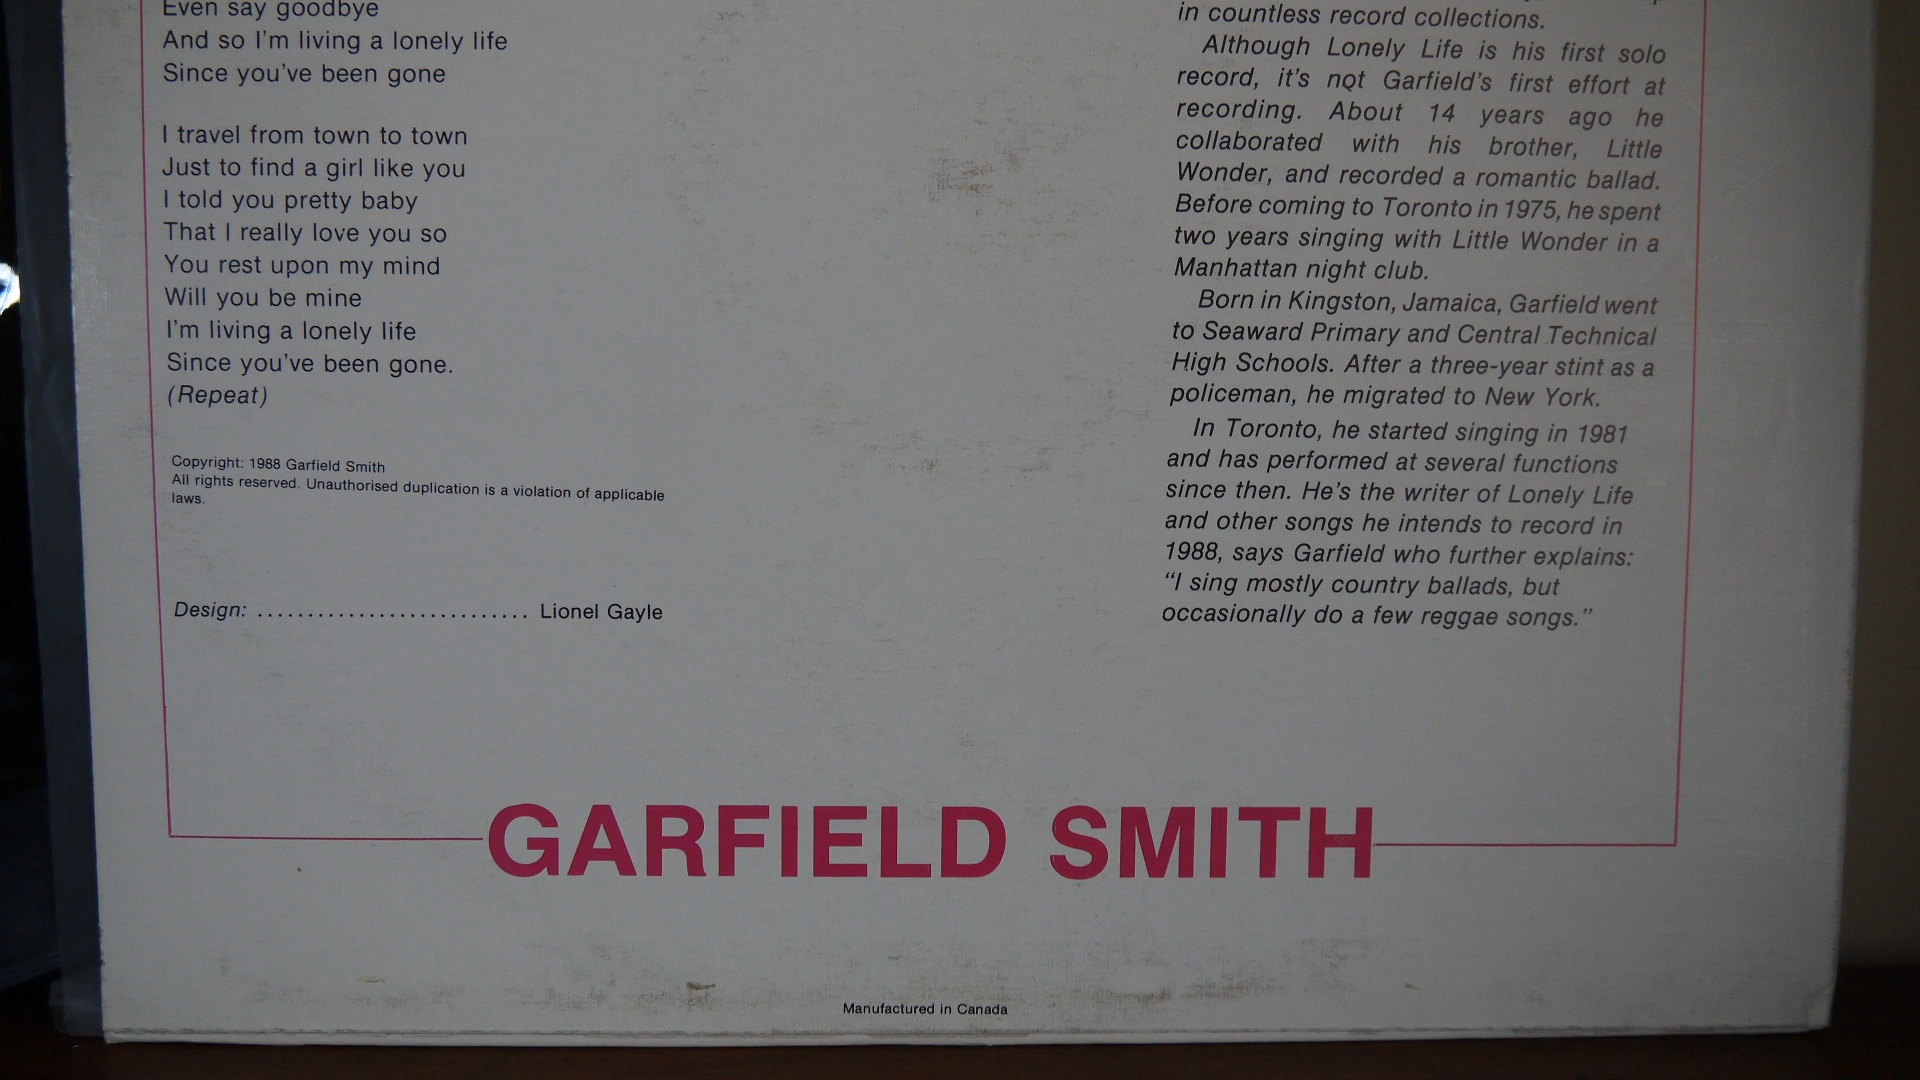 Even say goodbye
And so I'm living a lonely life
Since you've been gone
I travel from town to town
Just to find a girl like you
I told you pretty baby
That I really love you so
You rest upon my mind
Will you be mine
I'm living a lonely life
Since you've been gone.
(Repeat)
Copyright: 1988 Garfield Smith
All rights reserved. Unauthorised duplication is a violation of applicable
laws.
Design: ........................... Lionel Gayle
in countless record collections.
Although Lonely Life is his first solo
record, it's not Garfield's first effort at
recording. About 14 years ago he
collaborated with his brother, Little
Wonder, and recorded a romantic ballad.
Before coming to Toronto in 1975, he spent
two years singing with Little Wonder in a
Manhattan night club.
Born in Kingston, Jamaica, Garfield went
to Seaward Primary and Central Technical
High Schools. After a three-year stint as a
policeman, he migrated to New York.
In Toronto, he started singing in 1981
and has performed at several functions
since then. He's the writer of Lonely Life
and other songs he intends to record in
1988, says Garfield who further explains:
“I sing mostly country ballads, but
occasionally do a few reggae songs.”
GARFIELD SMITH
Manufactured in Canada